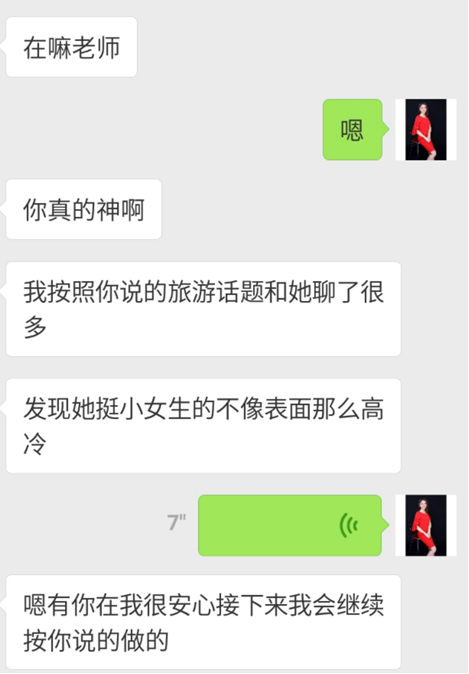 在嘛老师
嗯
你真的神啊
我按照你说的旅游话题和她聊了很
多
发现她挺小女生的不像表面那么高
冷
7"
嗯有你在我很安心接下来我会继续
按你说的做的